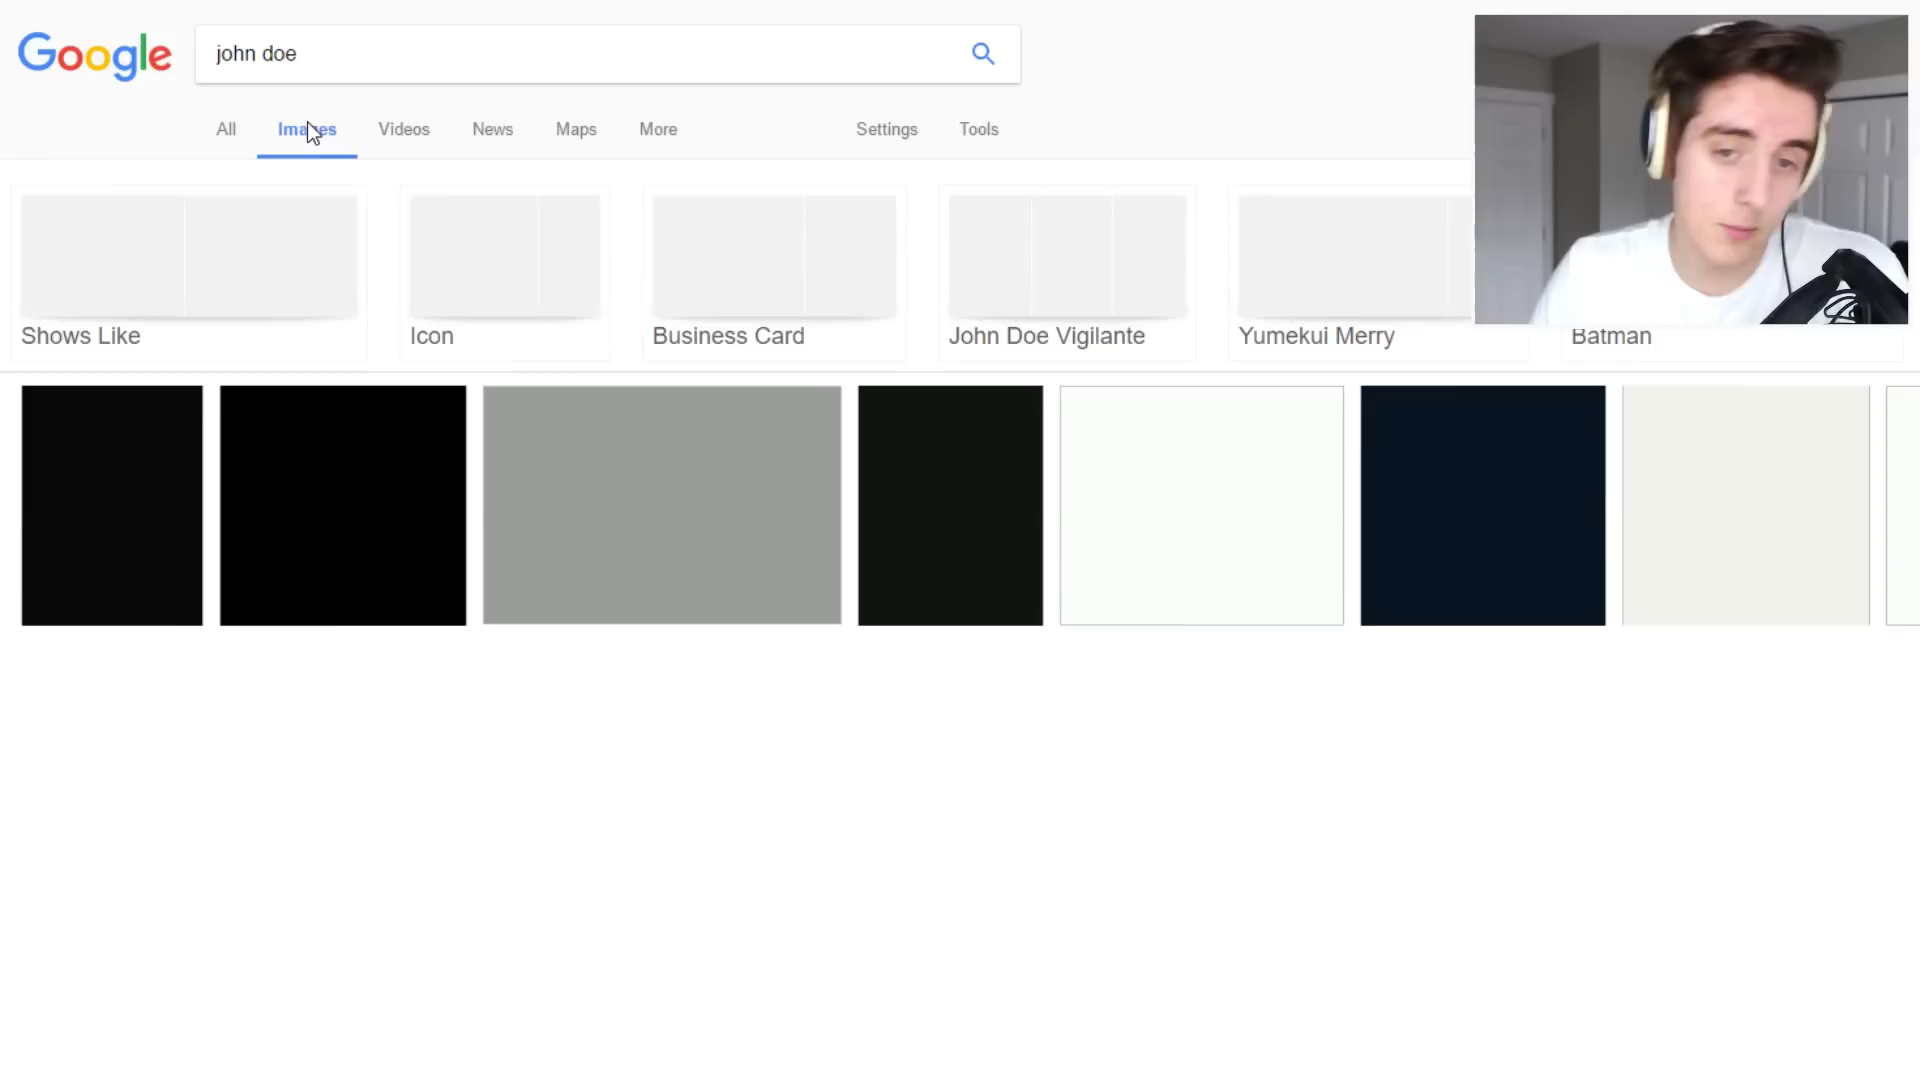 Google
john doe
All Images Videos News Maps More Settings Tools
Shows Like Icon Business Card John Doe Vigilante Yumekui Merry Batman